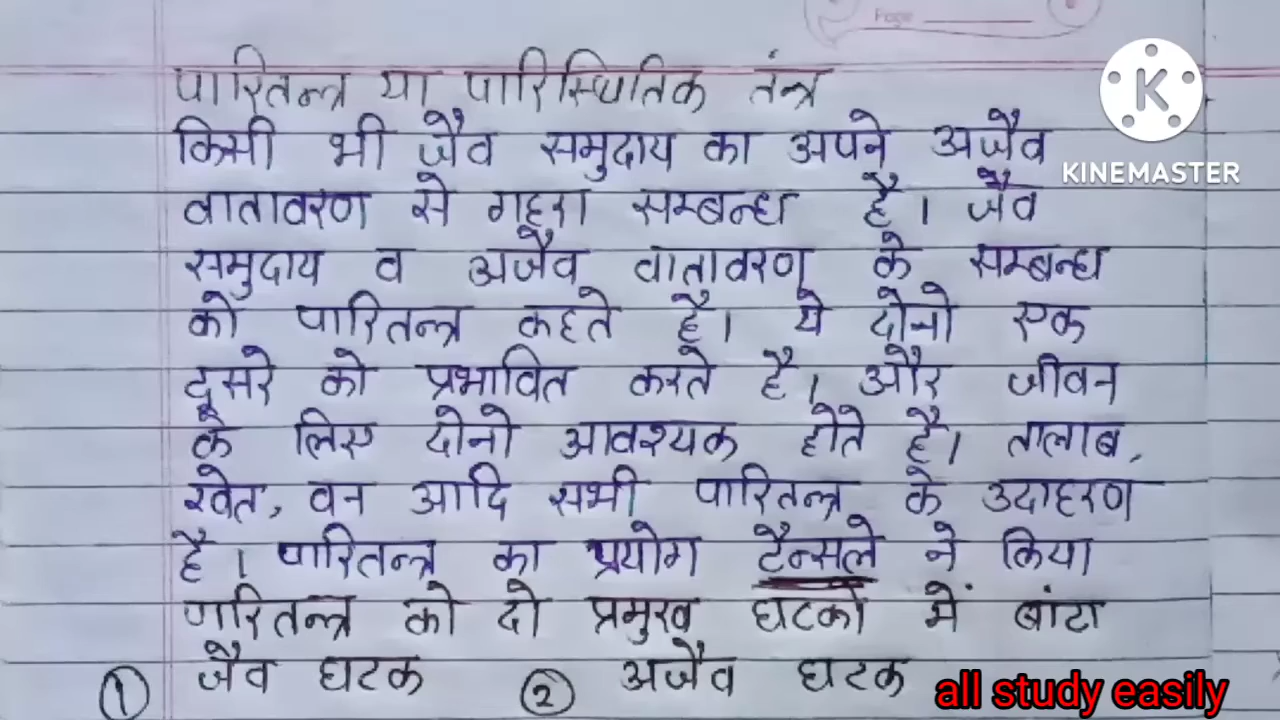 Page
पारितन्त्र या पारिस्थितिक तंन्त्र
किसी भी जैव समुदाय का अपने अजैव
KINEMASTER
वातावरण से गहरा सम्बन्ध है। जैव
समुदाय व अजैव वातावरण के सम्बन्ध
को पारितन्त्र कहते है। ये दोनो एक
दूसरे को प्रभावित करते है। और जीवन
के लिए दोनो आवश्यक होते है। तालाब,
खेत, वन आदि सभी पारितन्त्र के उदाहरण
है। पारितन्त्र का प्रयोग टैन्सले ने किया
पारितन्त्र को दो प्रमुख घटको में बांटा
① जैव घटक ② अजैव घटक
all study easily